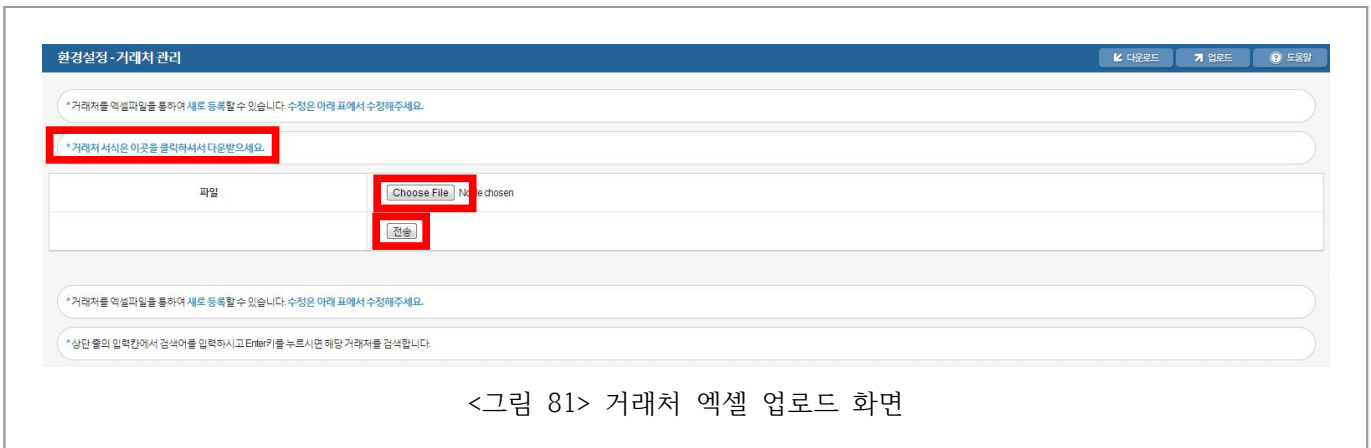 환경설정-거래처 관리
다운로드
업로드
도움말
*거래처를 엑셀파일을 통하여 새로 등록할 수 있습니다. 수정은 아래 표에서 수정해주세요.
*거래처 서식은 이곳을 클릭하셔서 다운받으세요.
파일
Choose File No file chosen
전송
*거래처를 엑셀파일을 통하여 새로 등록할 수 있습니다. 수정은 아래 표에서 수정해주세요.
*상단 줄의 입력칸에서 검색어를 입력하시고 Enter키를 누르시면 해당 거래처를 검색합니다.
<그림 81> 거래처 엑셀 업로드 화면